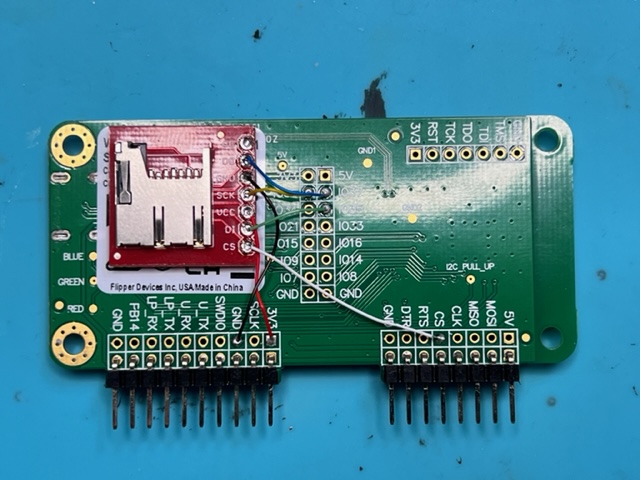 3V3
RST
TCK
TDO
TDI
TMS
GND1
5V
5V
SCK
VCC
DI
CS
IO21
IO33
IO15
IO16
IO9
IO14
IO7
IO8
GND
GND
I2C_PULL_UP
BLUE
GREEN
RED
Flipper Devices Inc, USA/Made in China
GND
FB14
LP_RX
LP_TX
U_RX
U_TX
SWDIO
GND
SCLK
3V3
GND
DTR
RTS
CS
CLK
MISO
MOSI
5V